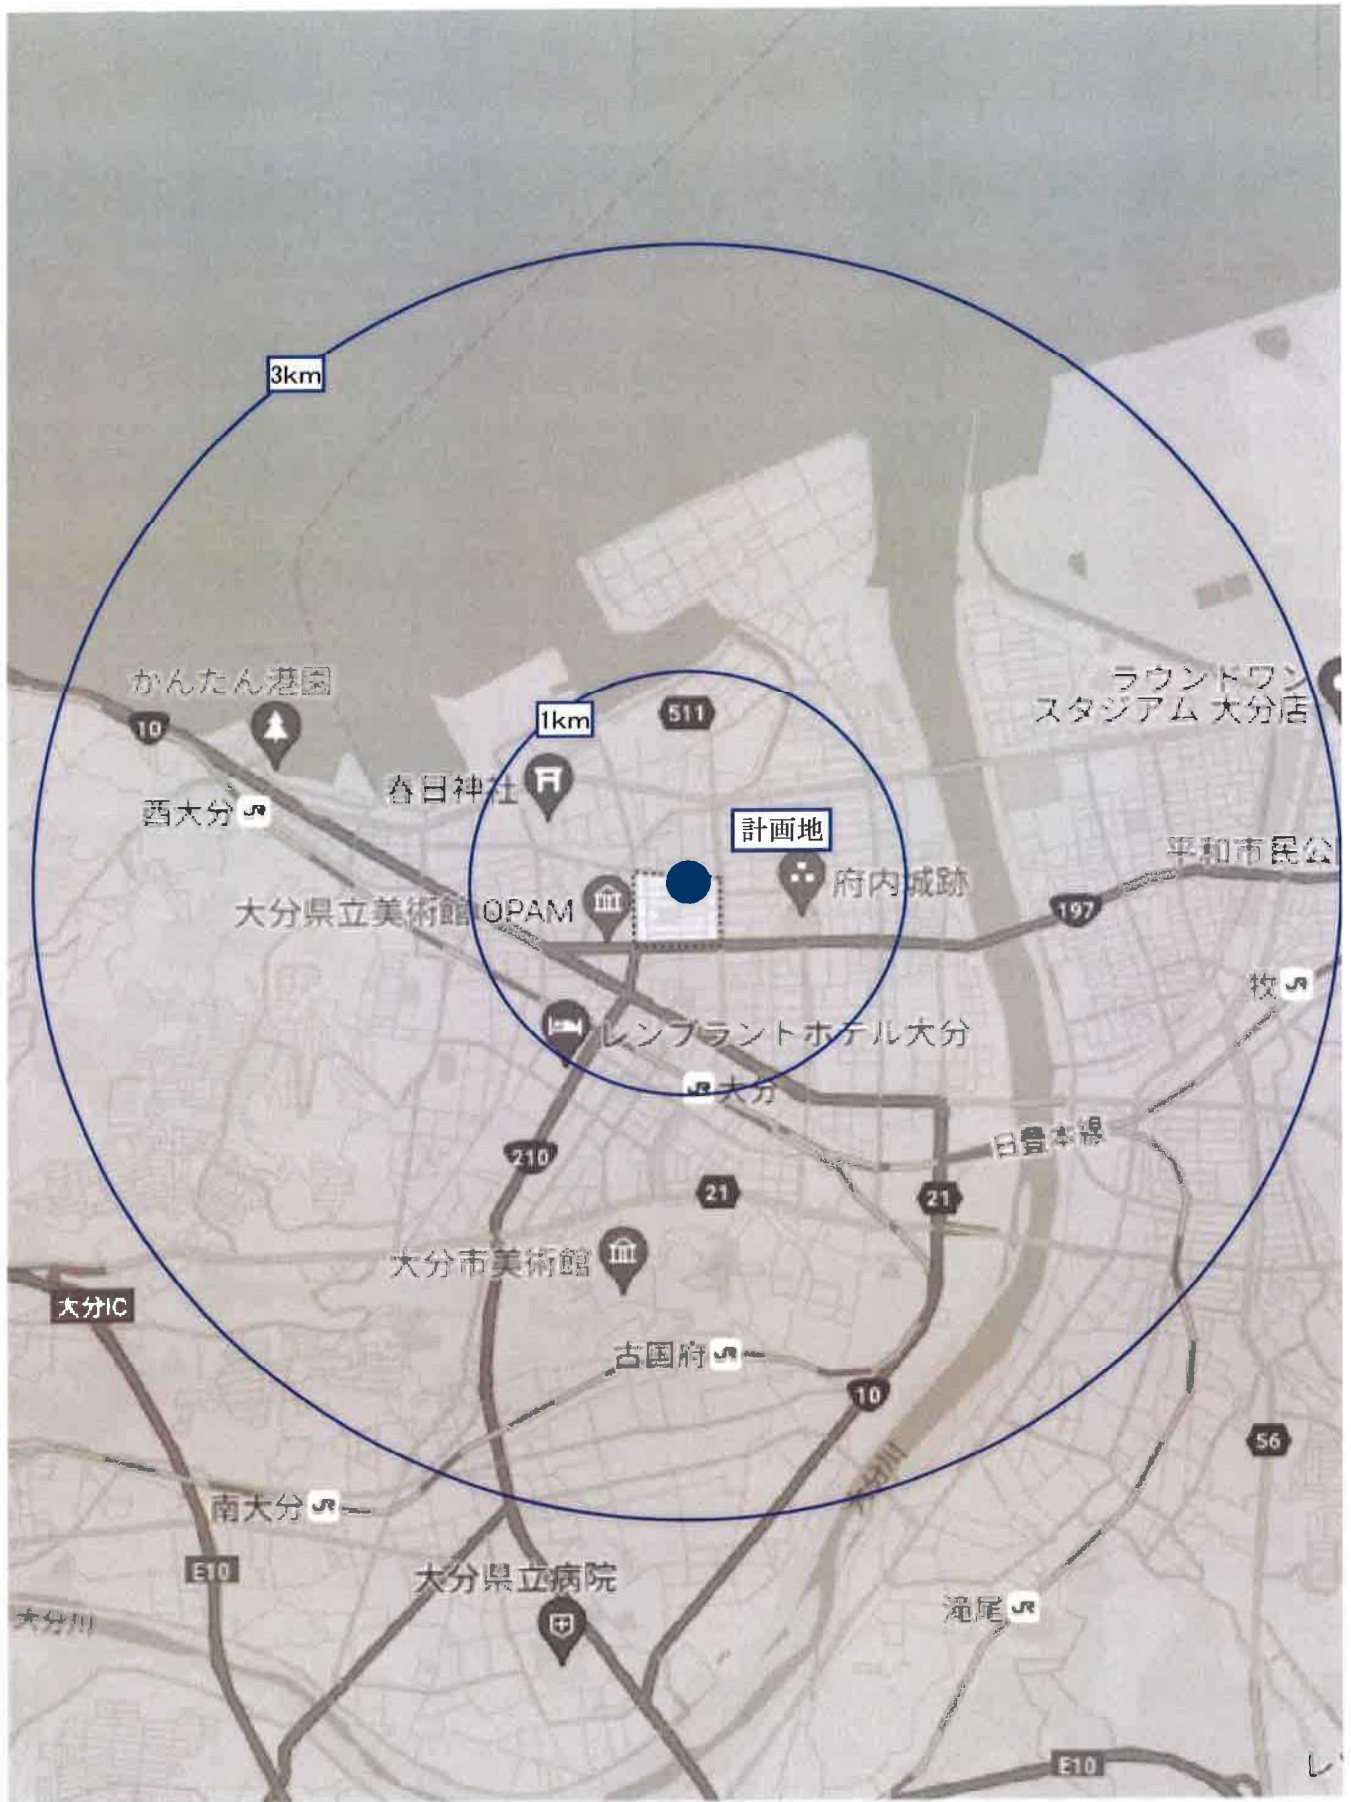 3km
かんたん港園
10
1km
511
ラウンドワン
スタジアム 大分店
春日神社
西大分
計画地
平和市民公
府内城跡
大分県立美術館 OPAM
197
牧
レンブラントホテル大分
大分
日豊本線
210
21
21
大分市美術館
大分IC
古国府
10
56
大分川
南大分
E10
大分県立病院
大分川
滝尾
E10
レ